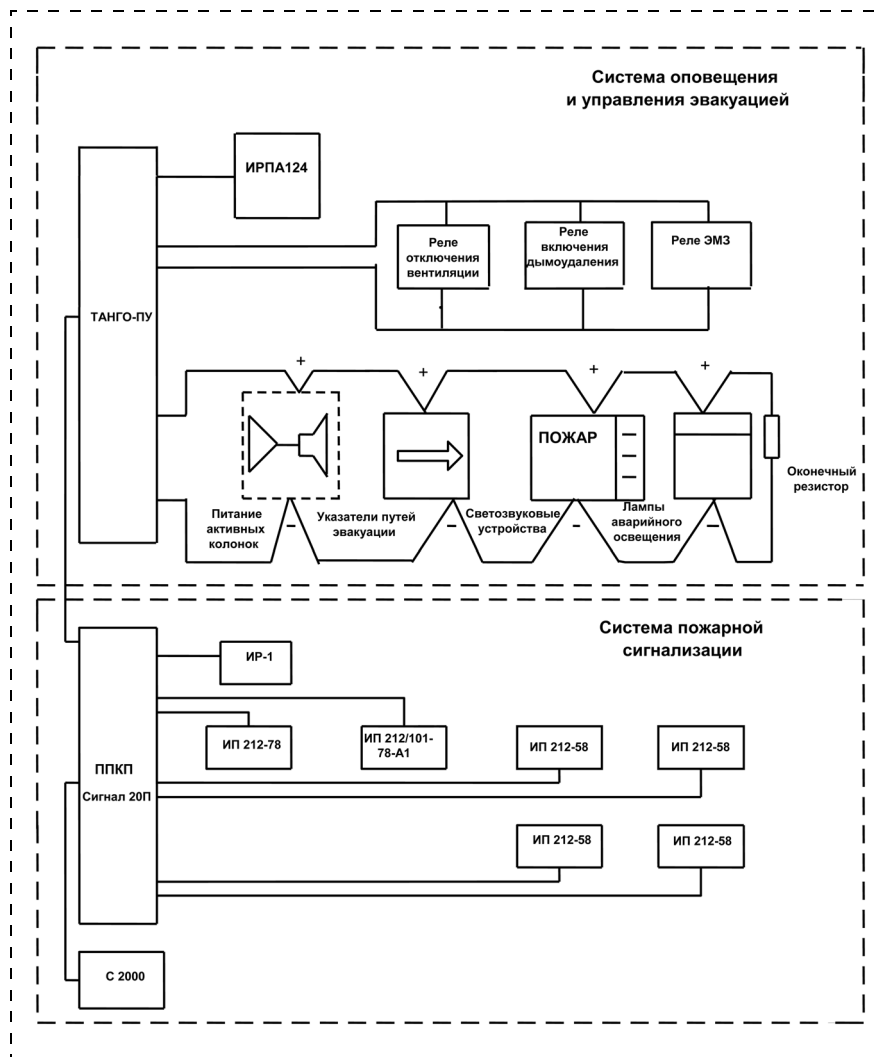 Система оповещения
и управления эвакуацией
ИРПА124
ТАНГО-ПУ
Реле
отключения
вентиляции
Реле
включения
дымоудаления
Реле ЭМЗ
+
+
+
+
ПОЖАР
Оконечный
резистор
Питание
активных
колонок
-
Указатели путей
эвакуации
-
Светозвуковые
устройства
-
Лампы
аварийного
освещения
-
Система пожарной
сигнализации
ИР-1
ППКП
Сигнал 20П
ИП 212-78
ИП 212/101-
78-А1
ИП 212-58
ИП 212-58
ИП 212-58
ИП 212-58
С 2000